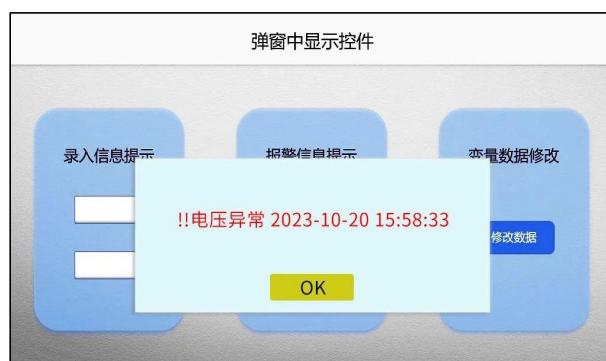 弹窗中显示控件
录入信息提示
报警信息提示
变量数据修改
!!电压异常 2023-10-20 15:58:33
修改数据
OK